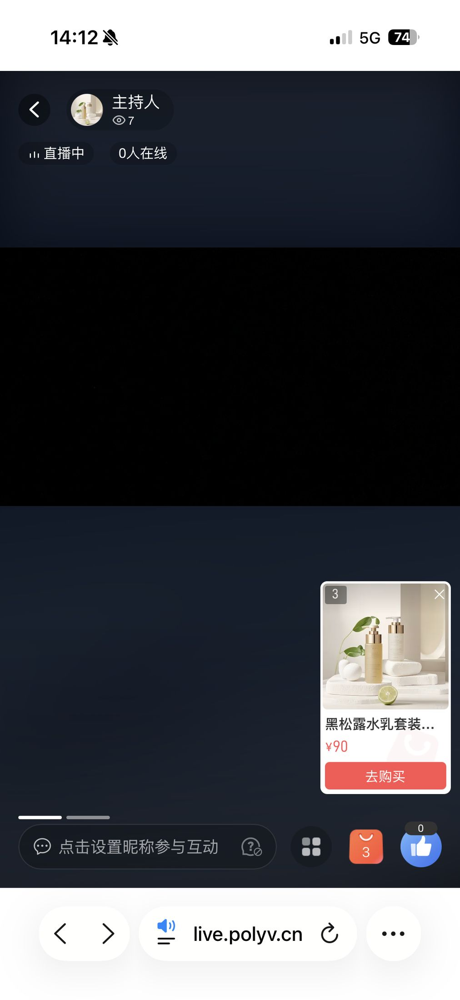 14:12
5G
74
主持人
7
直播中
0人在线
3
黑松露水乳套装...
¥90
去购买
点击设置昵称参与互动
3
0
live.polyv.cn